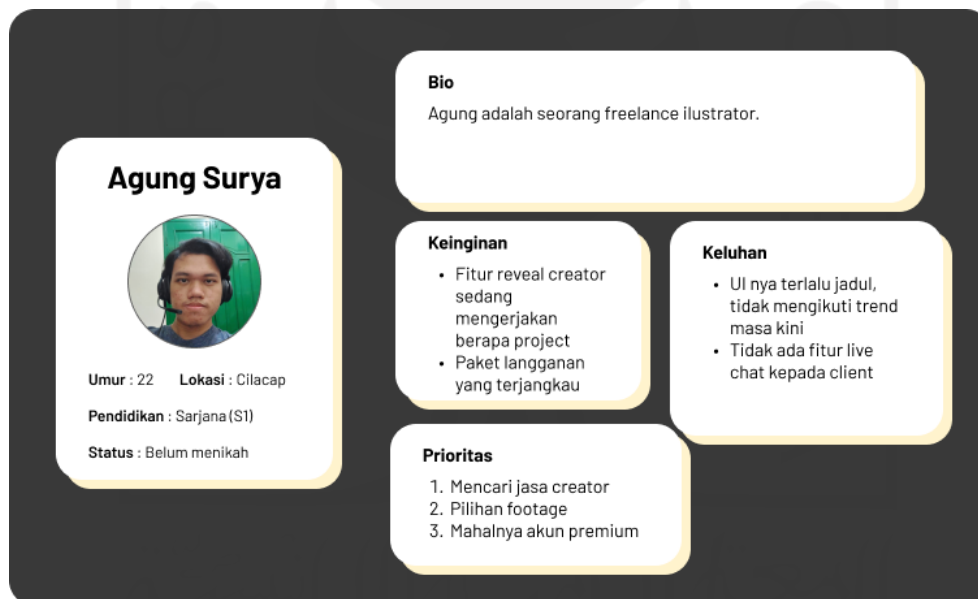 Agung Surya
Umur : 22 Lokasi : Cilacap
Pendidikan : Sarjana (S1)
Status : Belum menikah
Bio
Agung adalah seorang freelance ilustrator.
Keinginan
• Fitur reveal creator
sedang
mengerjakan
berapa project
• Paket langganan
yang terjangkau
Keluhan
• UI nya terlalu jadul,
tidak mengikuti trend
masa kini
• Tidak ada fitur live
chat kepada client
Prioritas
1. Mencari jasa creator
2. Pilihan footage
3. Mahalnya akun premium